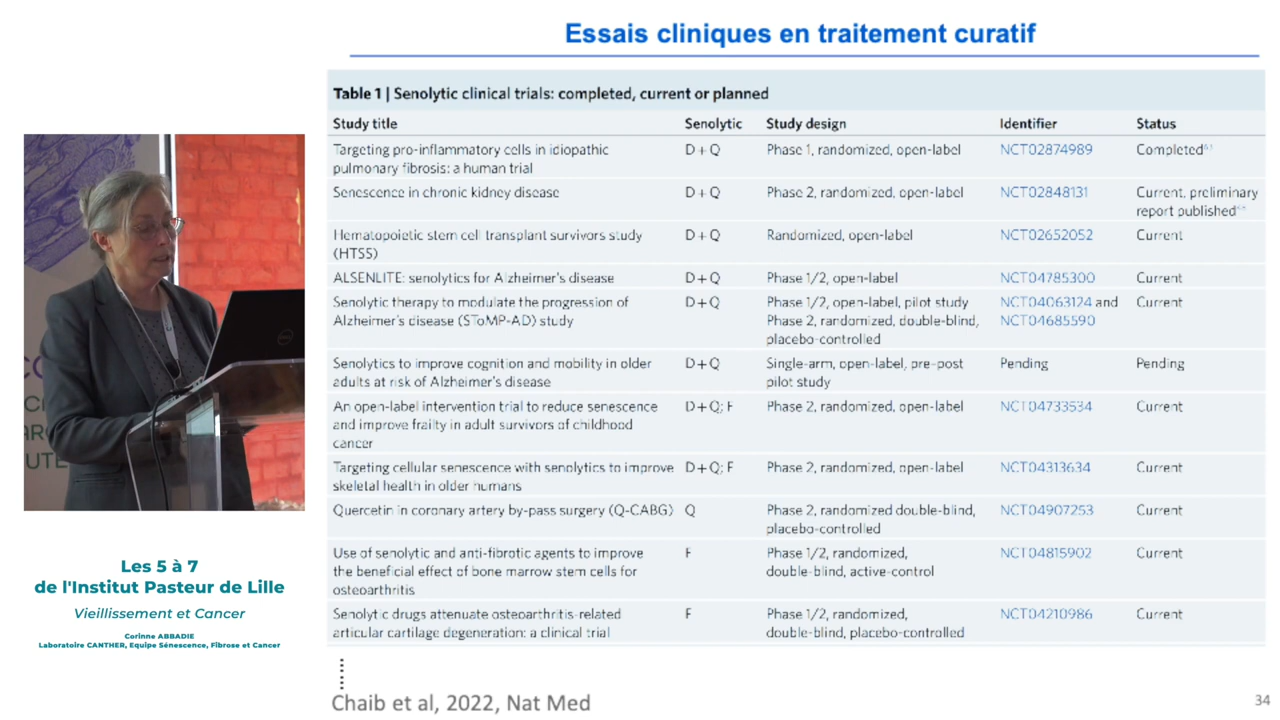 Essais cliniques en traitement curatif
Table 1 | Senolytic clinical trials: completed, current or planned
Study title Senolytic Study design Identifier Status
Targeting pro-inflammatory cells in idiopathic D+Q Phase 1, randomized, open-label NCT02874989 Completed
pulmonary fibrosis: a human trial
Senescence in chronic kidney disease D+Q Phase 2, randomized, open-label NCT02848131 Current, preliminary
report published
Hematopoietic stem cell transplant survivors study D+Q Randomized, open-label NCT02652052 Current
(HTSS)
ALSENLITE: senolytics for Alzheimer's disease D+Q Phase 1/2, open-label NCT04785300 Current
Senolytic therapy to modulate the progression of D+Q Phase 1/2, open-label, pilot study NCT04063124 and Current
Alzheimer's disease (SToMP-AD) study Phase 2, randomized, double-blind, NCT04685590
placebo-controlled
Senolytics to improve cognition and mobility in older D+Q Single-arm, open-label, pre-post Pending Pending
adults at risk of Alzheimer's disease pilot study
An open-label intervention trial to reduce senescence D+Q; F Phase 2, randomized, open-label NCT04733534 Current
and improve frailty in adult survivors of childhood
cancer
Targeting cellular senescence with senolytics to improve D+Q; F Phase 2, randomized, open-label NCT04313634 Current
skeletal health in older humans
Quercetin in coronary artery by-pass surgery (Q-CABG) Q Phase 2, randomized double-blind, NCT04907253 Current
placebo-controlled
Use of senolytic and anti-fibrotic agents to improve F Phase 1/2, randomized, NCT04815902 Current
the beneficial effect of bone marrow stem cells for double-blind, active-control
osteoarthritis
Senolytic drugs attenuate osteoarthritis-related F Phase 1/2, randomized, NCT04210986 Current
articular cartilage degeneration: a clinical trial double-blind, placebo-controlled
Chaib et al, 2022, Nat Med
34
Les 5 à 7
de l'Institut Pasteur de Lille
Vieillissement et Cancer
Corinne ABBADIE
Laboratoire CANTHER, Equipe Sénescence, Fibrose et Cancer